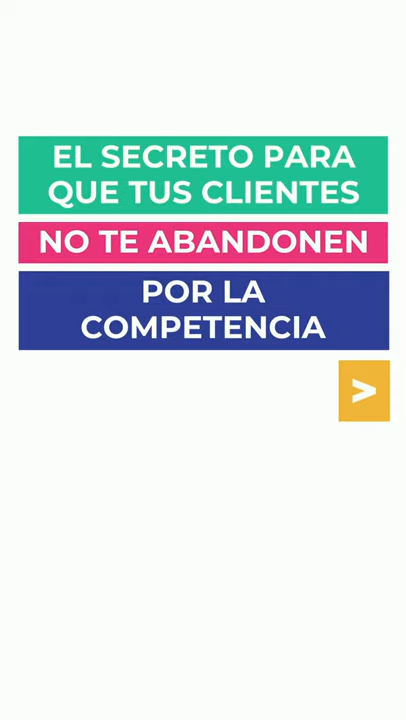 EL SECRETO PARA
QUE TUS CLIENTES
NO TE ABANDONEN
POR LA
COMPETENCIA
>